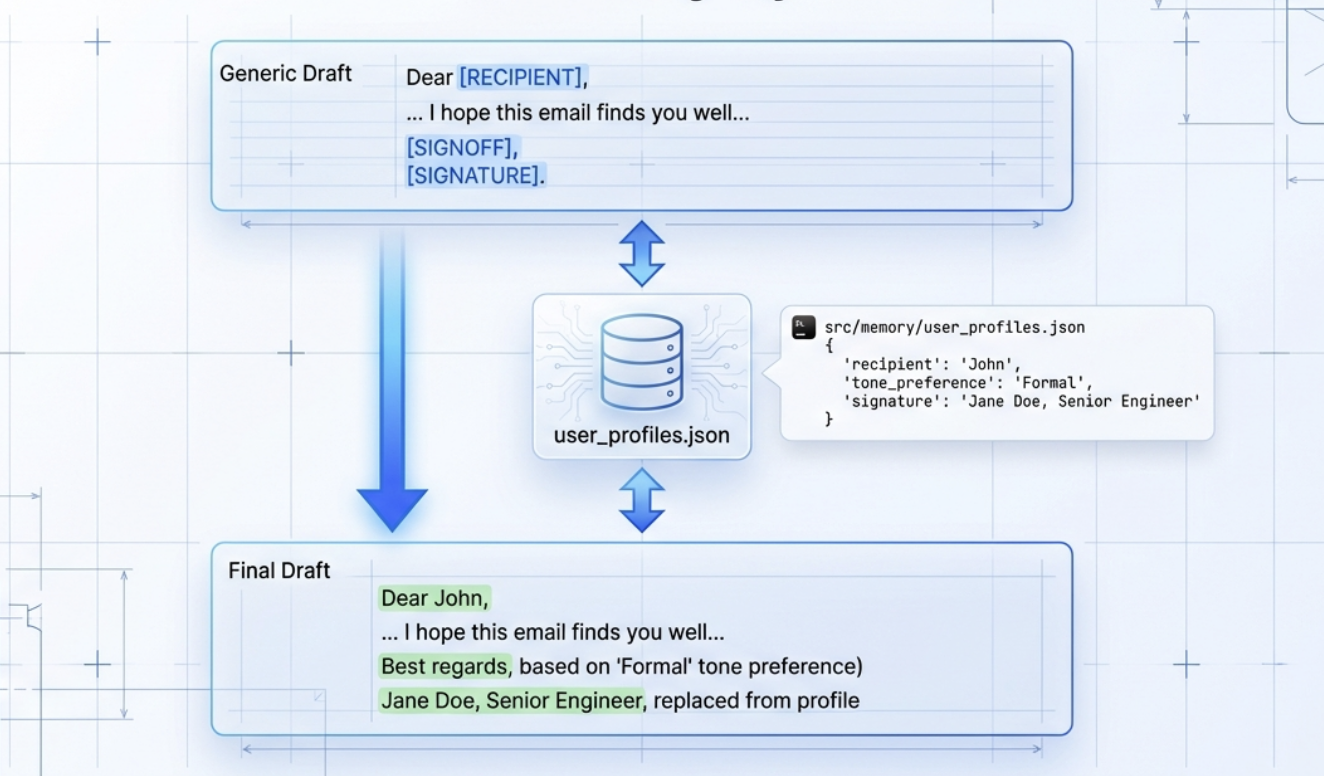 Generic Draft
Dear [RECIPIENT],
... I hope this email finds you well...
[SIGNOFF],
[SIGNATURE].
user_profiles.json
src/memory/user_profiles.json
{
'recipient': 'John',
'tone_preference': 'Formal',
'signature': 'Jane Doe, Senior Engineer'
}
Final Draft
Dear John,
... I hope this email finds you well...
Best regards, based on 'Formal' tone preference)
Jane Doe, Senior Engineer, replaced from profile